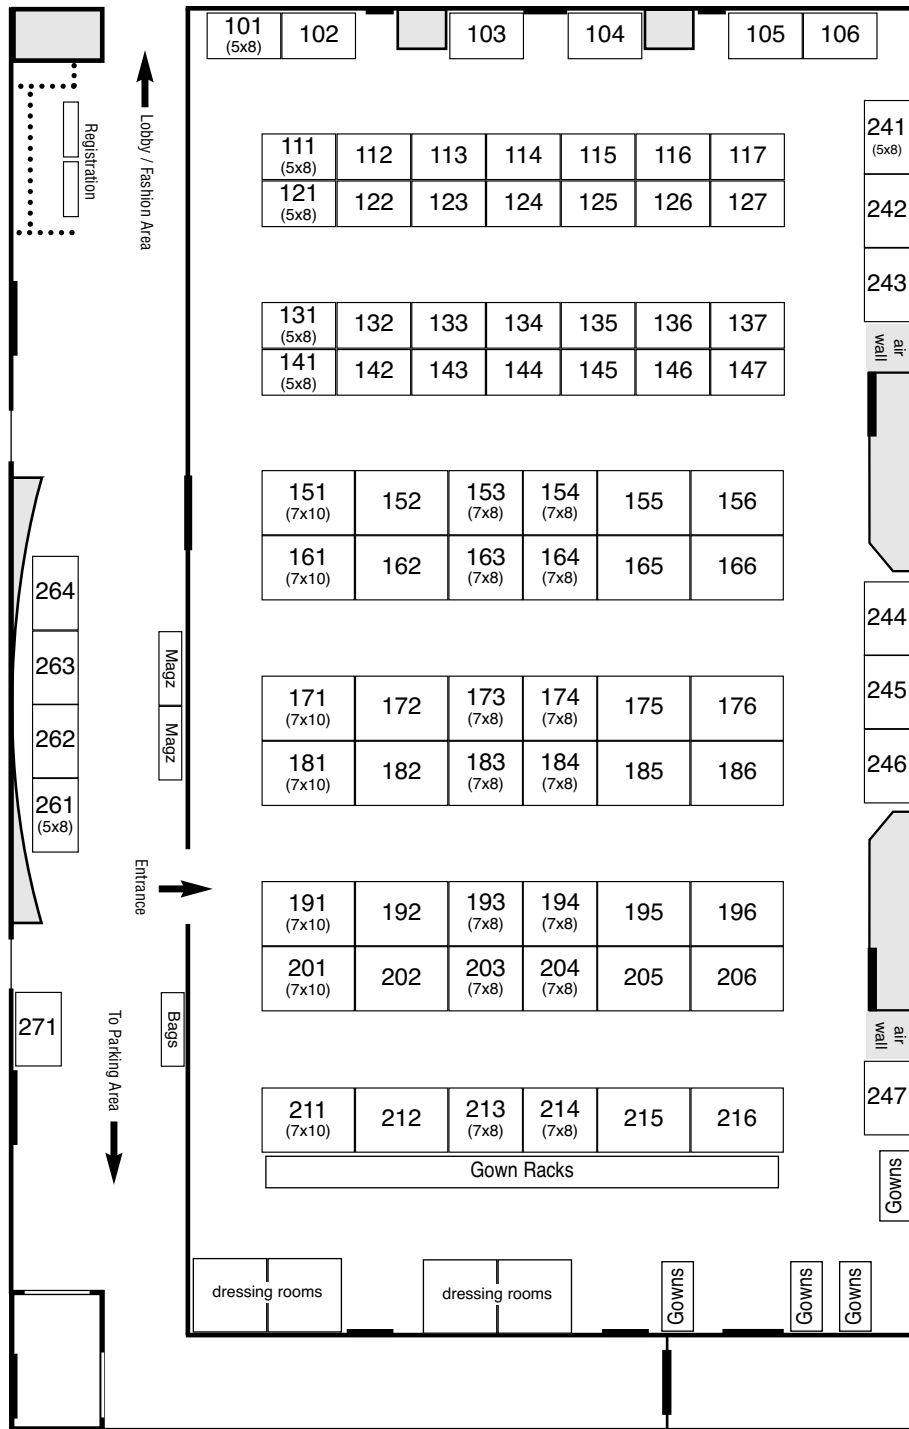 101
(5x8)
102
103
104
105
106
Lobby / Fashion Area
Registration
111
(5x8)
112
113
114
115
116
117
121
(5x8)
122
123
124
125
126
127
241
(5x8)
242
243
air
wall
131
(5x8)
132
133
134
135
136
137
141
(5x8)
142
143
144
145
146
147
151
(7x10)
152
153
(7x8)
154
(7x8)
155
156
161
(7x10)
162
163
(7x8)
164
(7x8)
165
166
264
263
262
261
(5x8)
Magz
Magz
244
245
246
171
(7x10)
172
173
(7x8)
174
(7x8)
175
176
181
(7x10)
182
183
(7x8)
184
(7x8)
185
186
Entrance
191
(7x10)
192
193
(7x8)
194
(7x8)
195
196
201
(7x10)
202
203
(7x8)
204
(7x8)
205
206
271
To Parking Area
Bags
air
wall
247
211
(7x10)
212
213
(7x8)
214
(7x8)
215
216
Gown Racks
Gowns
dressing rooms
dressing rooms
Gowns
Gowns
Gowns